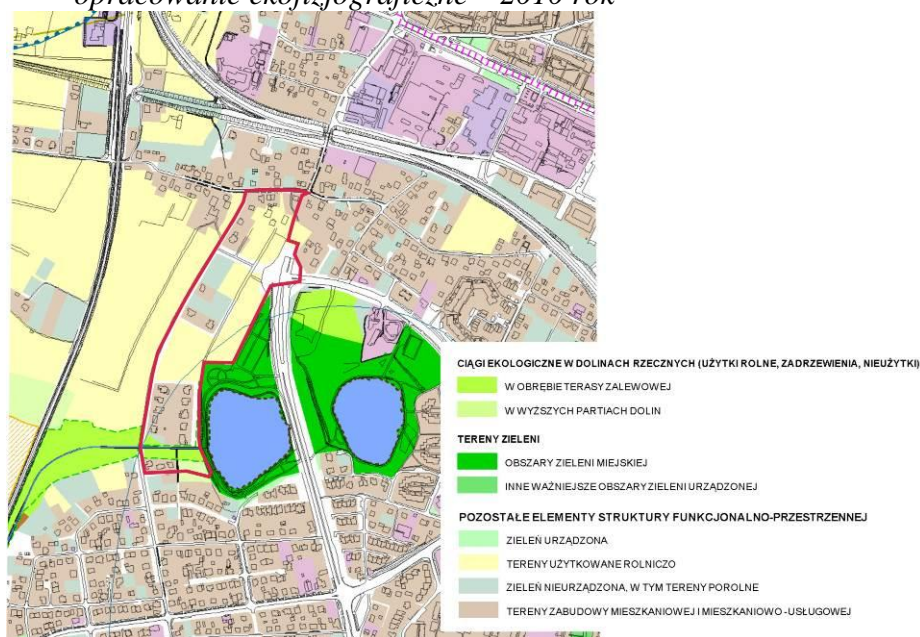 opracowanie ekofizjograficzne – 2010 rok
CIĄGI EKOLOGICZNE W DOLINACH RZECZNYCH (UŻYTKI ROLNE, ZADRZEWIENIA, NIEUŻYTKI)
W OBRĘBIE TERASY ZALEWOWEJ
W WYŻSZYCH PARTIACH DOLIN
TERENY ZIELENI
OBSZARY ZIELENI MIEJSKIEJ
INNE WAŻNIEJSZE OBSZARY ZIELENI URZĄDZONEJ
POZOSTAŁE ELEMENTY STRUKTURY FUNKCJONALNO-PRZESTRZENNEJ
ZIELEŃ URZĄDZONA
TERENY UŻYTKOWANE ROLNICZO
ZIELEŃ NIEURZĄDZONA, W TYM TERENY POROLNE
TERENY ZABUDOWY MIESZKANIOWEJ I MIESZKANIOWO-USŁUGOWEJ